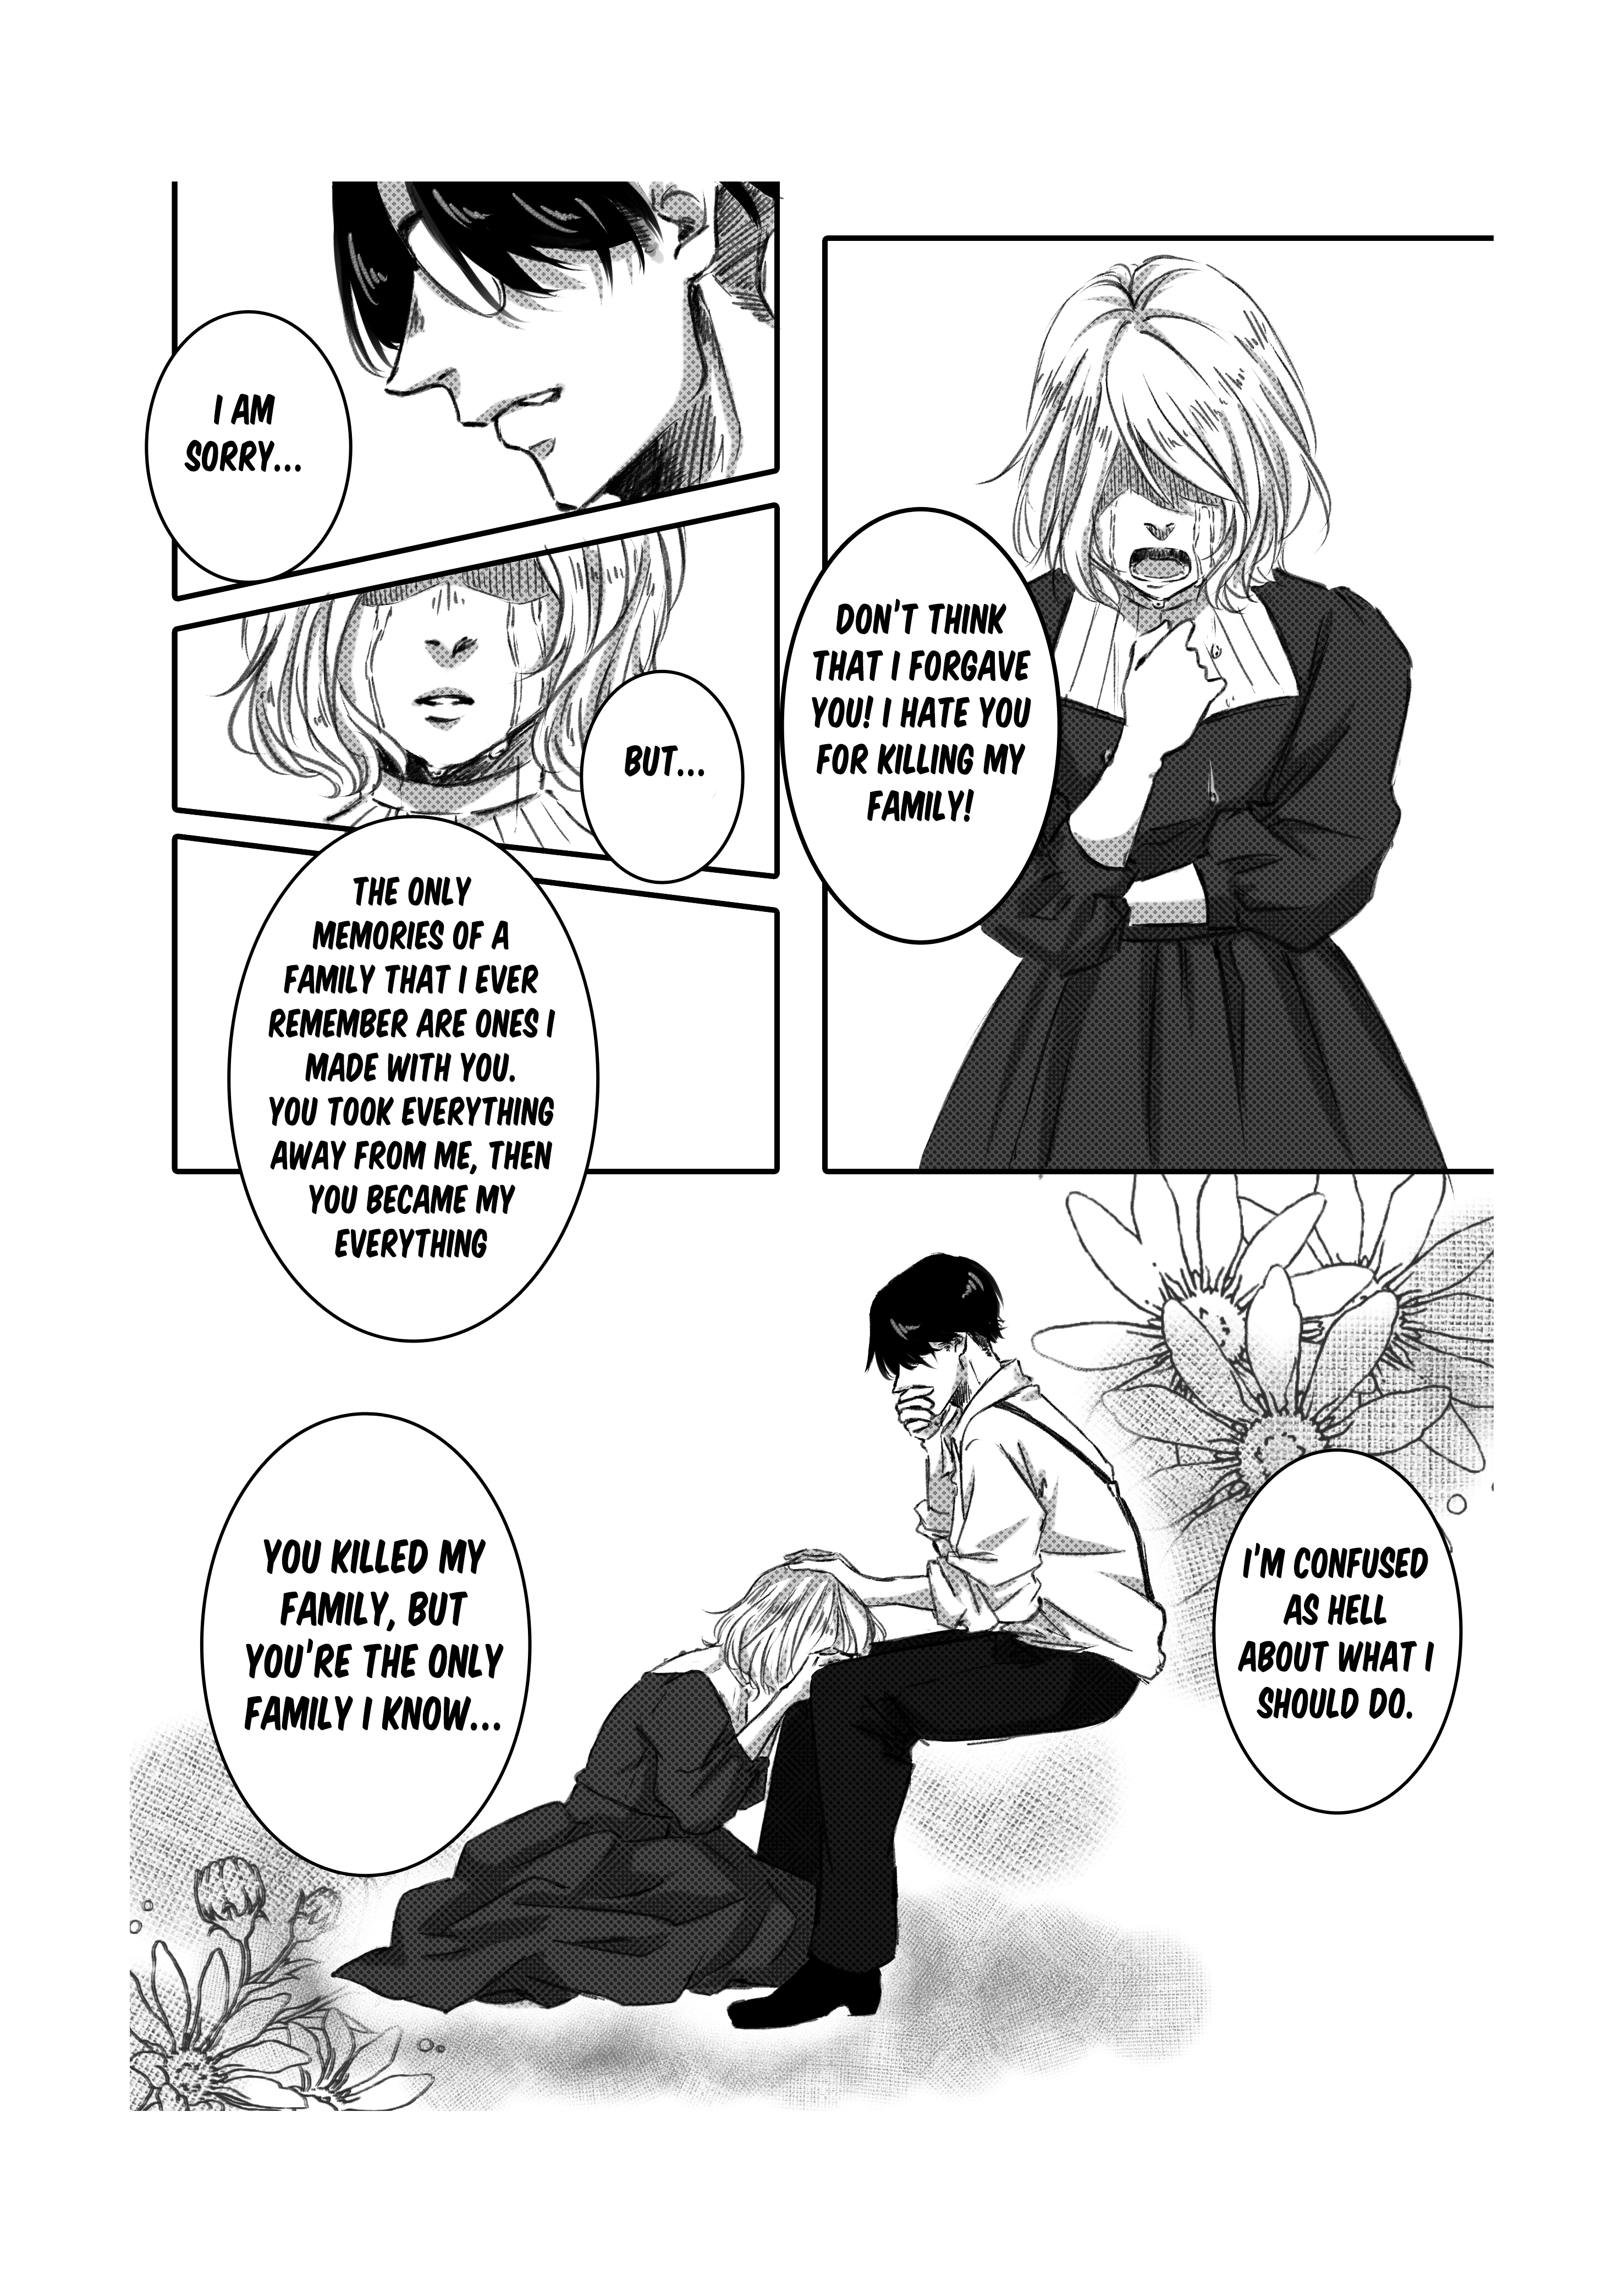 DON'T THINK
THAT I FORGAVE
YOU! I HATE YOU
FOR KILLING MY
FAMILY!
I AM
SORRY...
BUT...
THE ONLY
MEMORIES OF A
FAMILY THAT I EVER
REMEMBER ARE ONES I
MADE WITH YOU.
YOU TOOK EVERYTHING
AWAY FROM ME, THEN
YOU BECAME MY
EVERYTHING
I'M CONFUSED
AS HELL
ABOUT WHAT I
SHOULD DO.
YOU KILLED MY
FAMILY, BUT
YOU'RE THE ONLY
FAMILY I KNOW...